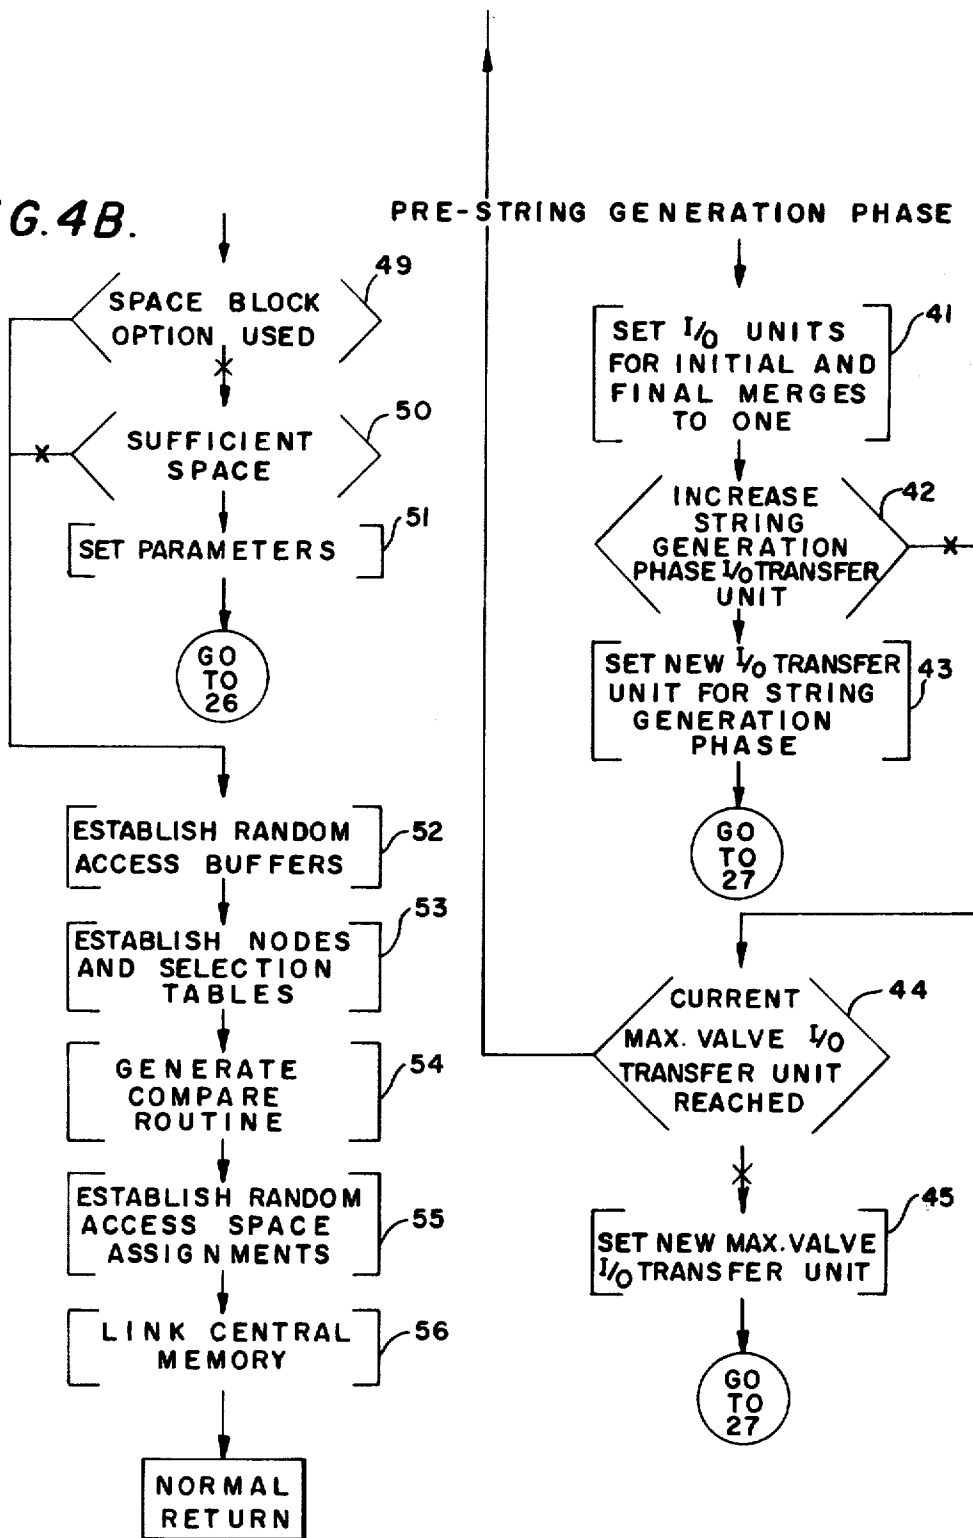 G.4B.
PRE-STRING GENERATION PHASE
SPACE BLOCK
OPTION USED
49
SUFFICIENT
SPACE
50
SET PARAMETERS
51
GO
TO
26
ESTABLISH RANDOM
ACCESS BUFFERS
52
ESTABLISH NODES
AND SELECTION
TABLES
53
GENERATE
COMPARE
ROUTINE
54
ESTABLISH RANDOM
ACCESS SPACE
ASSIGNMENTS
55
LINK CENTRAL
MEMORY
56
NORMAL
RETURN
SET I/O UNITS
FOR INITIAL AND
FINAL MERGES
TO ONE
41
INCREASE
STRING
GENERATION
PHASE I/O TRANSFER
UNIT
42
SET NEW I/O TRANSFER
UNIT FOR STRING
GENERATION
PHASE
43
GO
TO
27
CURRENT
MAX. VALVE I/O
TRANSFER UNIT
REACHED
44
SET NEW MAX. VALVE
I/O TRANSFER UNIT
45
GO
TO
27